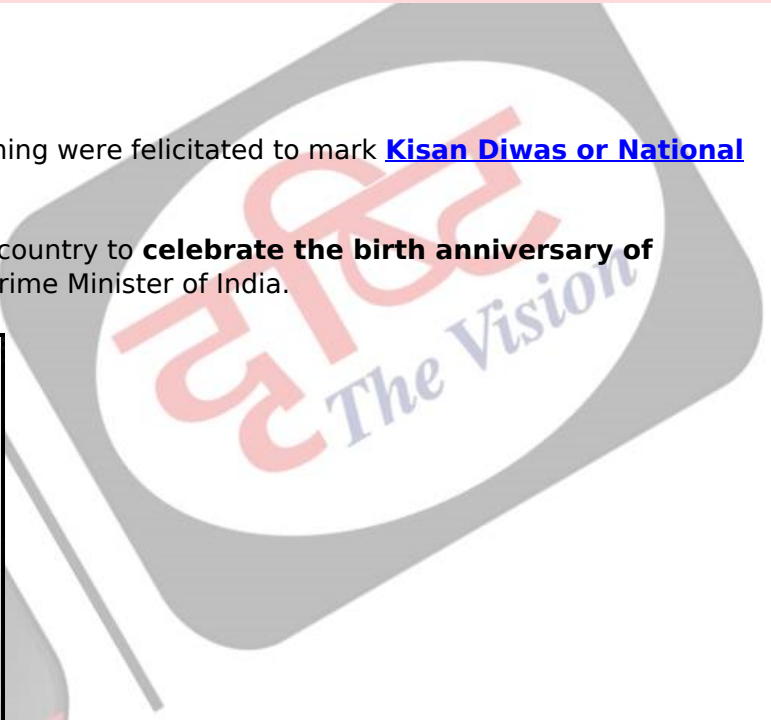 ning were felicitated to mark Kisan Diwas or National
country to celebrate the birth anniversary of
rime Minister of India.
दृष्टि
The Vision